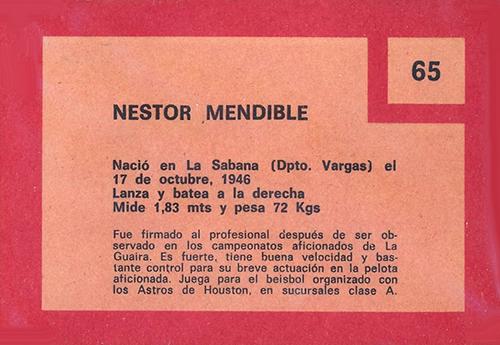 65
NESTOR MENDIBLE
Nació en La Sabana (Dpto. Vargas) el
17 de octubre, 1946
Lanza y batea a la derecha
Mide 1,83 mts y pesa 72 Kgs
Fue firmado al profesional después de ser ob-
servado en los campeonatos aficionados de La
Guaira. Es fuerte, tiene buena velocidad y bas-
tante control para su breve actuación en la pelota
aficionada. Juega para el beisbol organizado con
los Astros de Houston, en sucursales clase A.